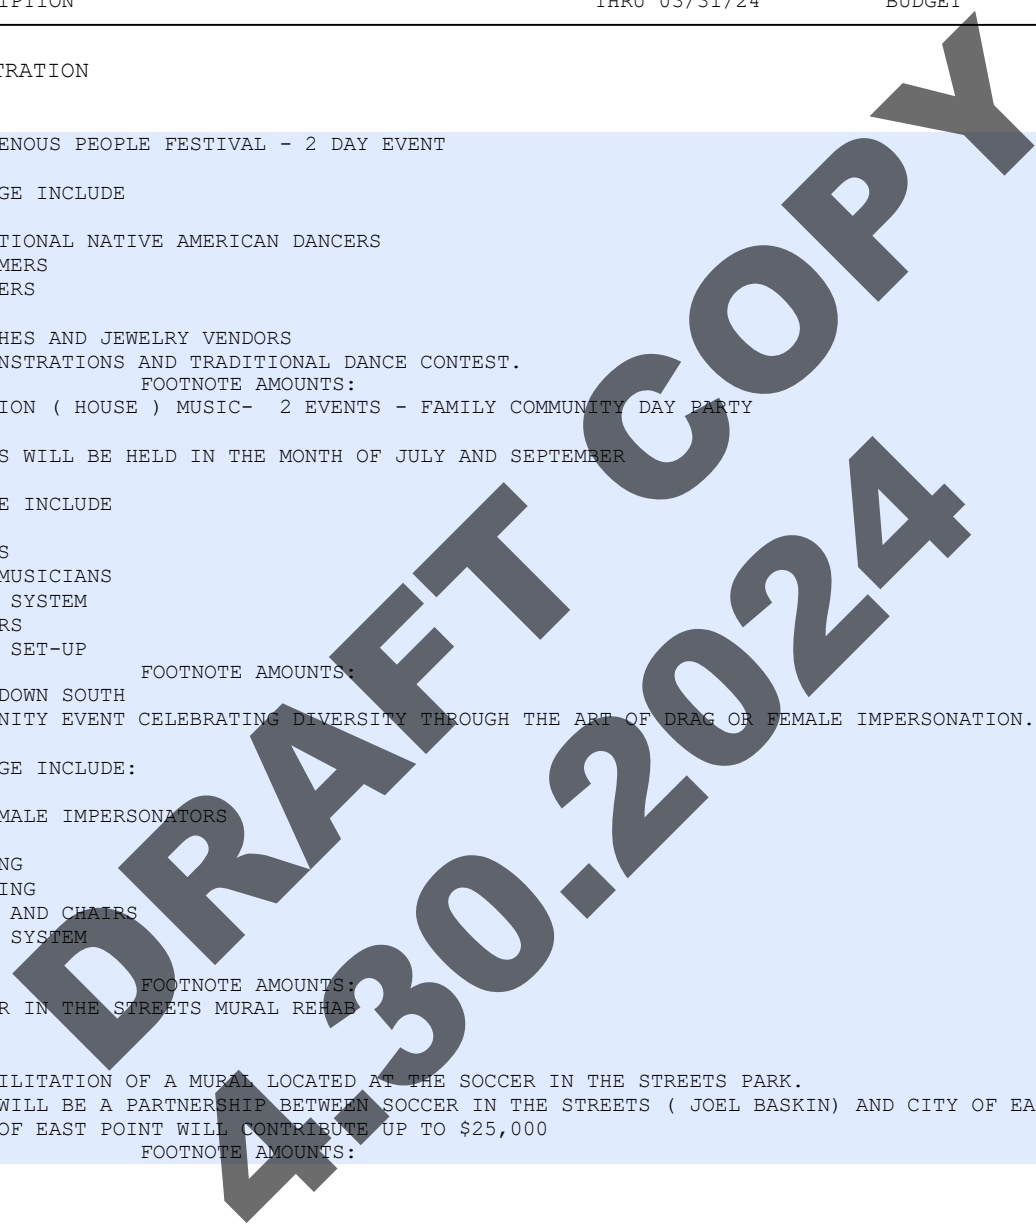 THRU 03/31/24 BUDGET
TRATION
ENOUS PEOPLE FESTIVAL - 2 DAY EVENT
GE INCLUDE
TIONAL NATIVE AMERICAN DANCERS
MERS
ERS
HES AND JEWELRY VENDORS
NSTRATIONS AND TRADITIONAL DANCE CONTEST.
FOOTNOTE AMOUNTS:
ION ( HOUSE ) MUSIC- 2 EVENTS - FAMILY COMMUNITY DAY PARTY
S WILL BE HELD IN THE MONTH OF JULY AND SEPTEMBER
E INCLUDE
S
MUSICIANS
SYSTEM
RS
SET-UP
FOOTNOTE AMOUNTS:
DOWN SOUTH
NITY EVENT CELEBRATING DIVERSITY THROUGH THE ART OF DRAG OR FEMALE IMPERSONATION.
GE INCLUDE:
MALE IMPERSONATORS
NG
ING
AND CHAIRS
SYSTEM
FOOTNOTE AMOUNTS:
R IN THE STREETS MURAL REHAB
ILITATION OF A MURAL LOCATED AT THE SOCCER IN THE STREETS PARK.
WILL BE A PARTNERSHIP BETWEEN SOCCER IN THE STREETS ( JOEL BASKIN) AND CITY OF EA
OF EAST POINT WILL CONTRIBUTE UP TO $25,000
FOOTNOTE AMOUNTS:
DRAFT COPY
4.30.2024